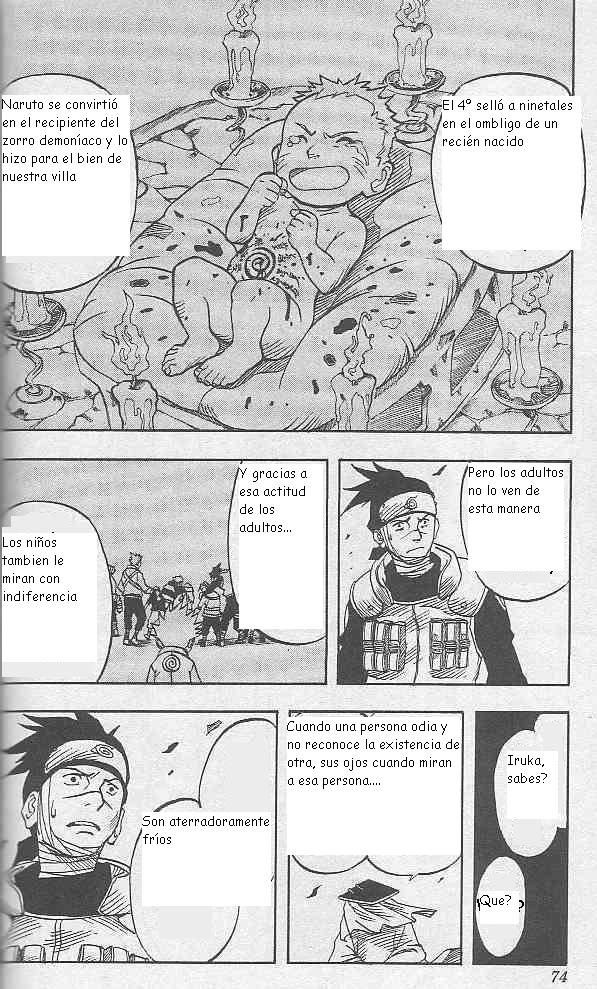 El 4° selló a ninetales
en el ombligo de un
recién nacido
Naruto se convirtió
en el recipiente del
zorro demoníaco y lo
hizo para el bien de
nuestra villa
Pero los adultos
no lo ven de
esta manera
Y gracias a
esa actitud
de los
adultos...
Los niños
tambien le
miran con
indiferencia
Iruka,
sabes?
Que?
?
Cuando una persona odia y
no reconoce la existencia de
otra, sus ojos cuando miran
a esa persona....
Son aterradoramente
fríos
74